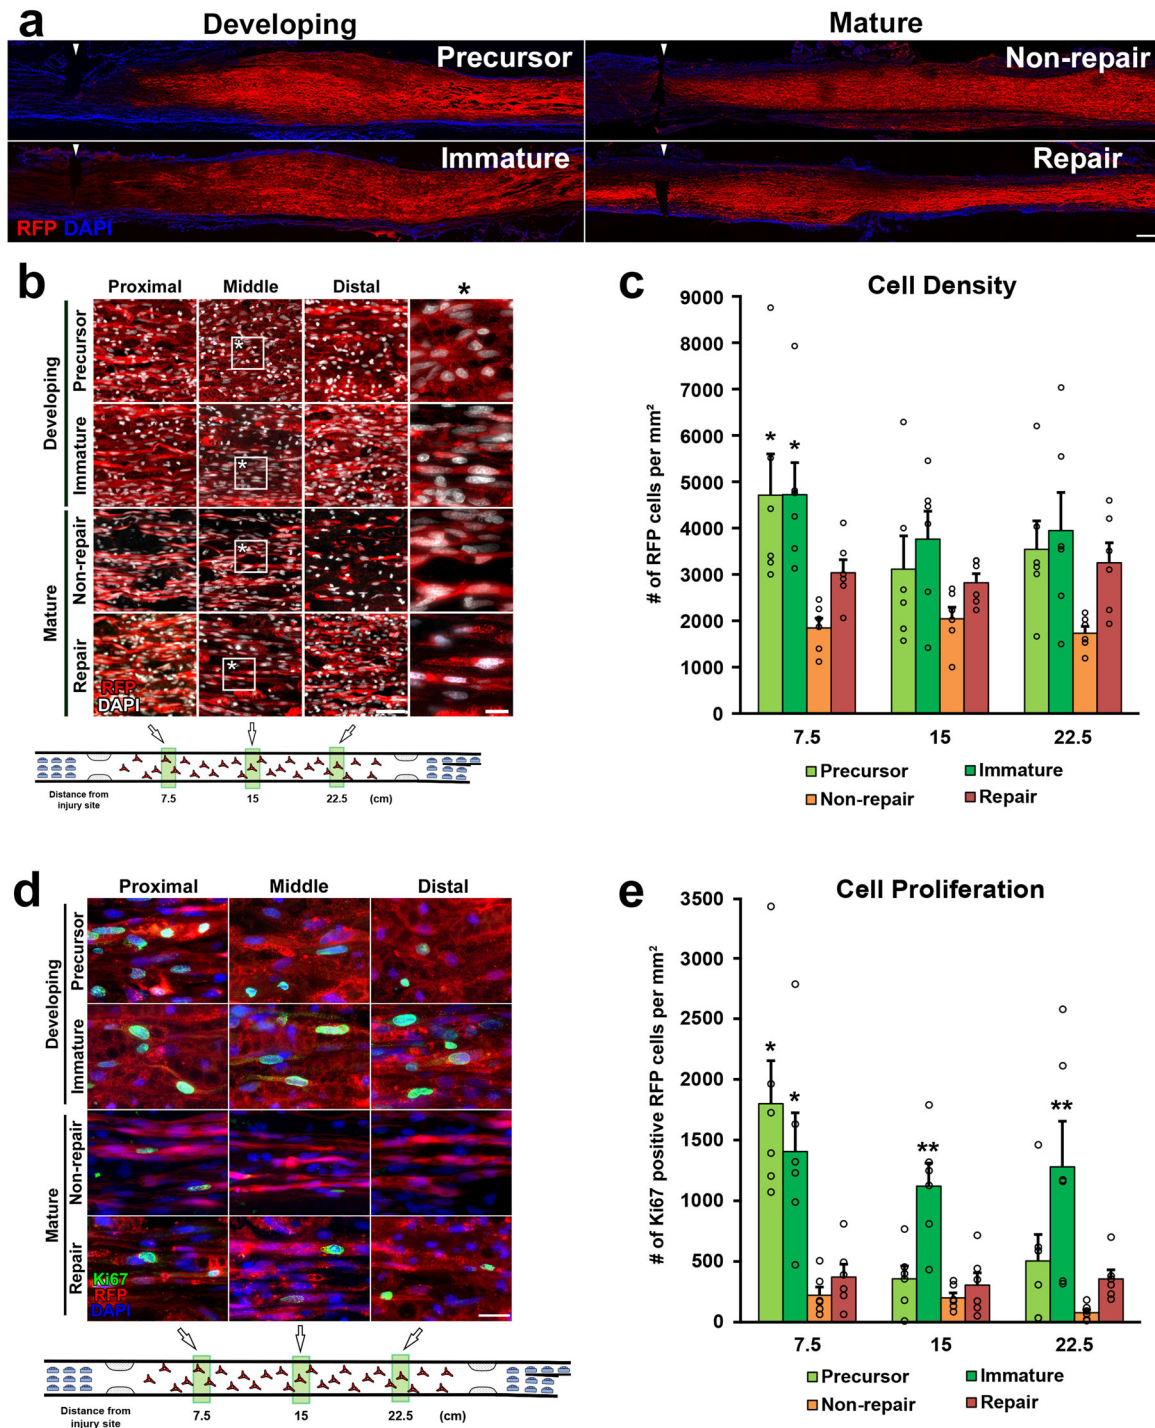 a
Developing
Mature
Precursor
Non-repair
Immature
Repair
RFP DAPI
b
Proximal Middle Distal *
Developing
Precursor
*
Immature
*
Mature
Non-repair
*
Repair
*
RFP
DAPI
Distance from
injury site
7.5 15 22.5 (cm)
c
Cell Density
# of RFP cells per mm²
9000
8000
7000
6000
5000
4000
3000
2000
1000
0
* *
7.5 15 22.5
Precursor Immature
Non-repair Repair
d
Proximal Middle Distal
Developing
Precursor
Immature
Mature
Non-repair
Repair
Ki67
RFP
DAPI
Distance from
injury site
7.5 15 22.5 (cm)
e
Cell Proliferation
# of Ki67 positive RFP cells per mm²
3500
3000
2500
2000
1500
1000
500
0
* * ** **
7.5 15 22.5
Precursor Immature
Non-repair Repair